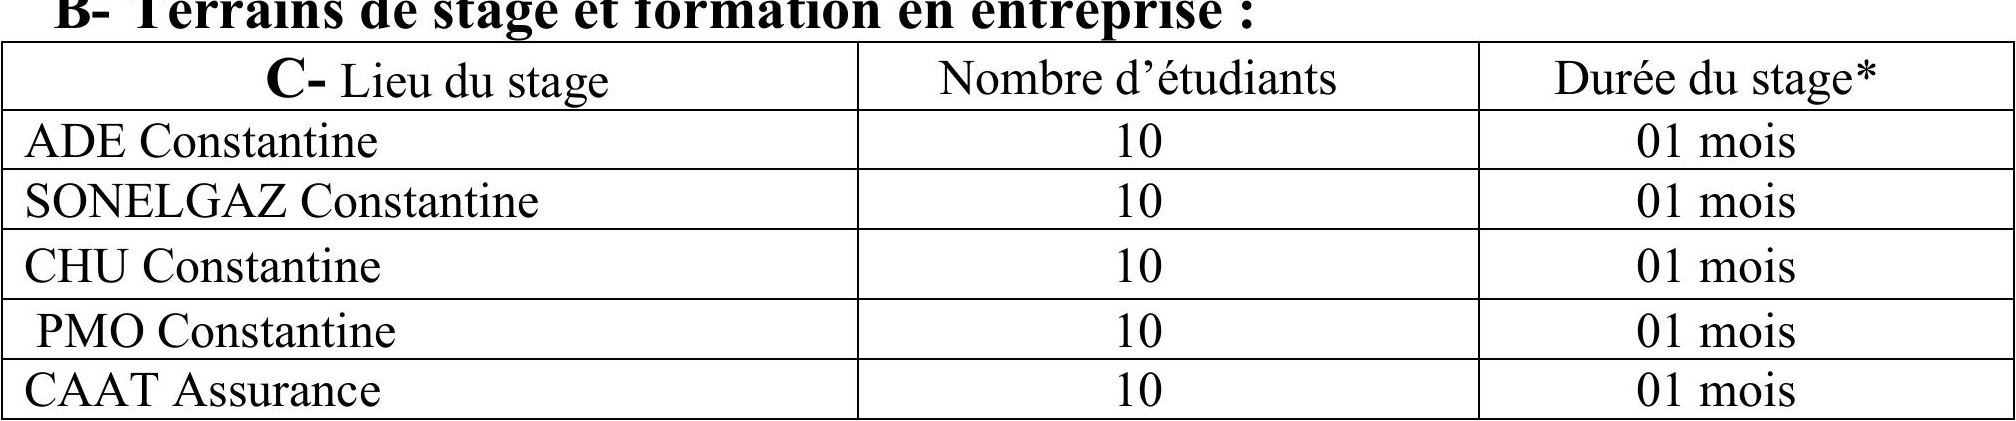 B- Terrains de stage et formation en entreprise :
C- Lieu du stage Nombre d’étudiants Durée du stage*
ADE Constantine 10 01 mois
SONELGAZ Constantine 10 01 mois
CHU Constantine 10 01 mois
PMO Constantine 10 01 mois
CAAT Assurance 10 01 mois